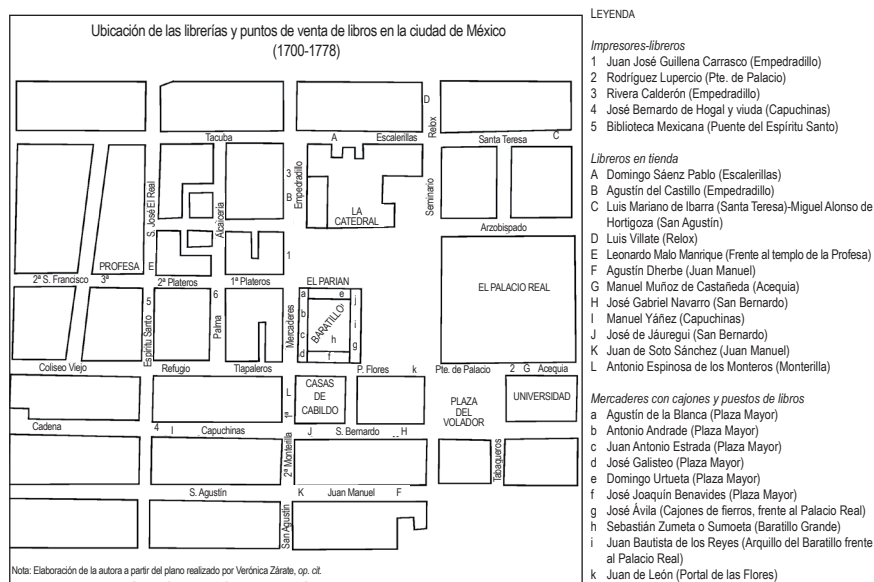 Ubicación de las librerías y puntos de venta de libros en la ciudad de México
(1700-1778)
D
Relox
Tacuba
A
Escalerillas
Santa Teresa
C
S. José El Real
Alcaicería
3
B
Empedradillo
LA
CATEDRAL
Seminario
Arzobispado
1
PROFESA
E
2ª S. Francisco
3ª
2ª Plateros
1ª Plateros
EL PARIAN
EL PALACIO REAL
5
Espíritu Santo
6
Palma
Mercaderes
a
e
j
b
BARATILLO
i
c
h
g
d
f
Coliseo Viejo
Refugio
Tlapaleros
P. Flores
k
Pte. de Palacio
2
G
Acequia
L
CASAS
DE
CABILDO
PLAZA
DEL
VOLADOR
UNIVERSIDAD
Cadena
4
I
Capuchinas
J
S. Bernardo
H
2ª Monterilla
Tabaqueros
S. Agustín
K
Juan Manuel
F
San Agustín
Nota: Elaboración de la autora a partir del plano realizado por Verónica Zárate, op. cit.
LEYENDA
Impresores-libreros
1 Juan José Guillena Carrasco (Empedradillo)
2 Rodríguez Lupercio (Pte. de Palacio)
3 Rivera Calderón (Empedradillo)
4 José Bernardo de Hogal y viuda (Capuchinas)
5 Biblioteca Mexicana (Puente del Espíritu Santo)
Libreros en tienda
A Domingo Sáenz Pablo (Escalerillas)
B Agustín del Castillo (Empedradillo)
C Luis Mariano de Ibarra (Santa Teresa)-Miguel Alonso de
Hortigoza (San Agustín)
D Luis Villate (Relox)
E Leonardo Malo Manrique (Frente al templo de la Profesa)
F Agustín Dherbe (Juan Manuel)
G Manuel Muñoz de Castañeda (Acequia)
H José Gabriel Navarro (San Bernardo)
I Manuel Yáñez (Capuchinas)
J José de Jáuregui (San Bernardo)
K Juan de Soto Sánchez (Juan Manuel)
L Antonio Espinosa de los Monteros (Monterilla)
Mercaderes con cajones y puestos de libros
a Agustín de la Blanca (Plaza Mayor)
b Antonio Andrade (Plaza Mayor)
c Juan Antonio Estrada (Plaza Mayor)
d José Galisteo (Plaza Mayor)
e Domingo Urtueta (Plaza Mayor)
f José Joaquín Benavides (Plaza Mayor)
g José Ávila (Cajones de fierros, frente al Palacio Real)
h Sebastián Zumeta o Sumoeta (Baratillo Grande)
i Juan Bautista de los Reyes (Arquillo del Baratillo frente
al Palacio Real)
k Juan de León (Portal de las Flores)